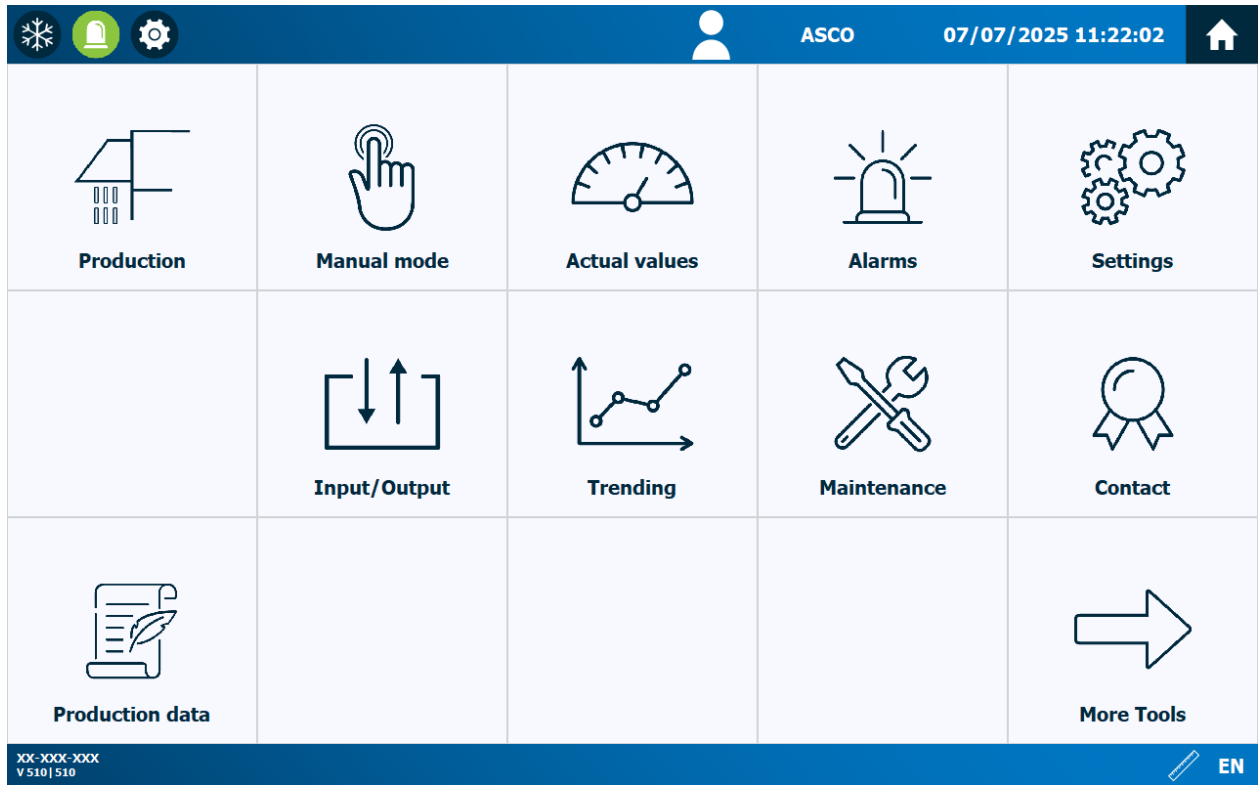 ASCO 07/07/2025 11:22:02
Production
Manual mode
Actual values
Alarms
Settings
Input/Output
Trending
Maintenance
Contact
Production data
More Tools
XX-XXX-XXX
V 510 | 510
EN